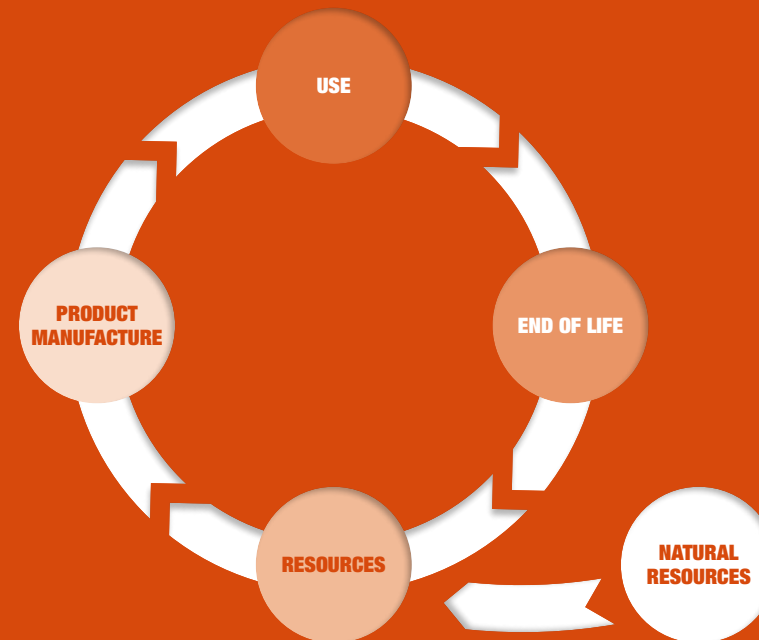 USE
PRODUCT
MANUFACTURE
END OF LIFE
RESOURCES
NATURAL
RESOURCES